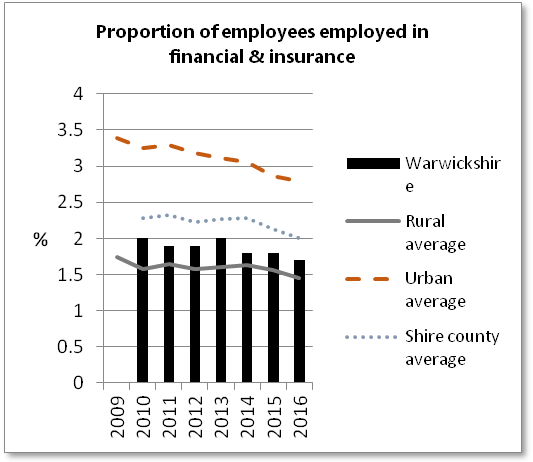 Proportion of employees employed in
financial & insurance
4
3.5
3
2.5
2
1.5
1
0.5
0
%
2009
2010
2011
2012
2013
2014
2015
2016
Warwickshir
e
Rural
average
Urban
average
Shire county
average